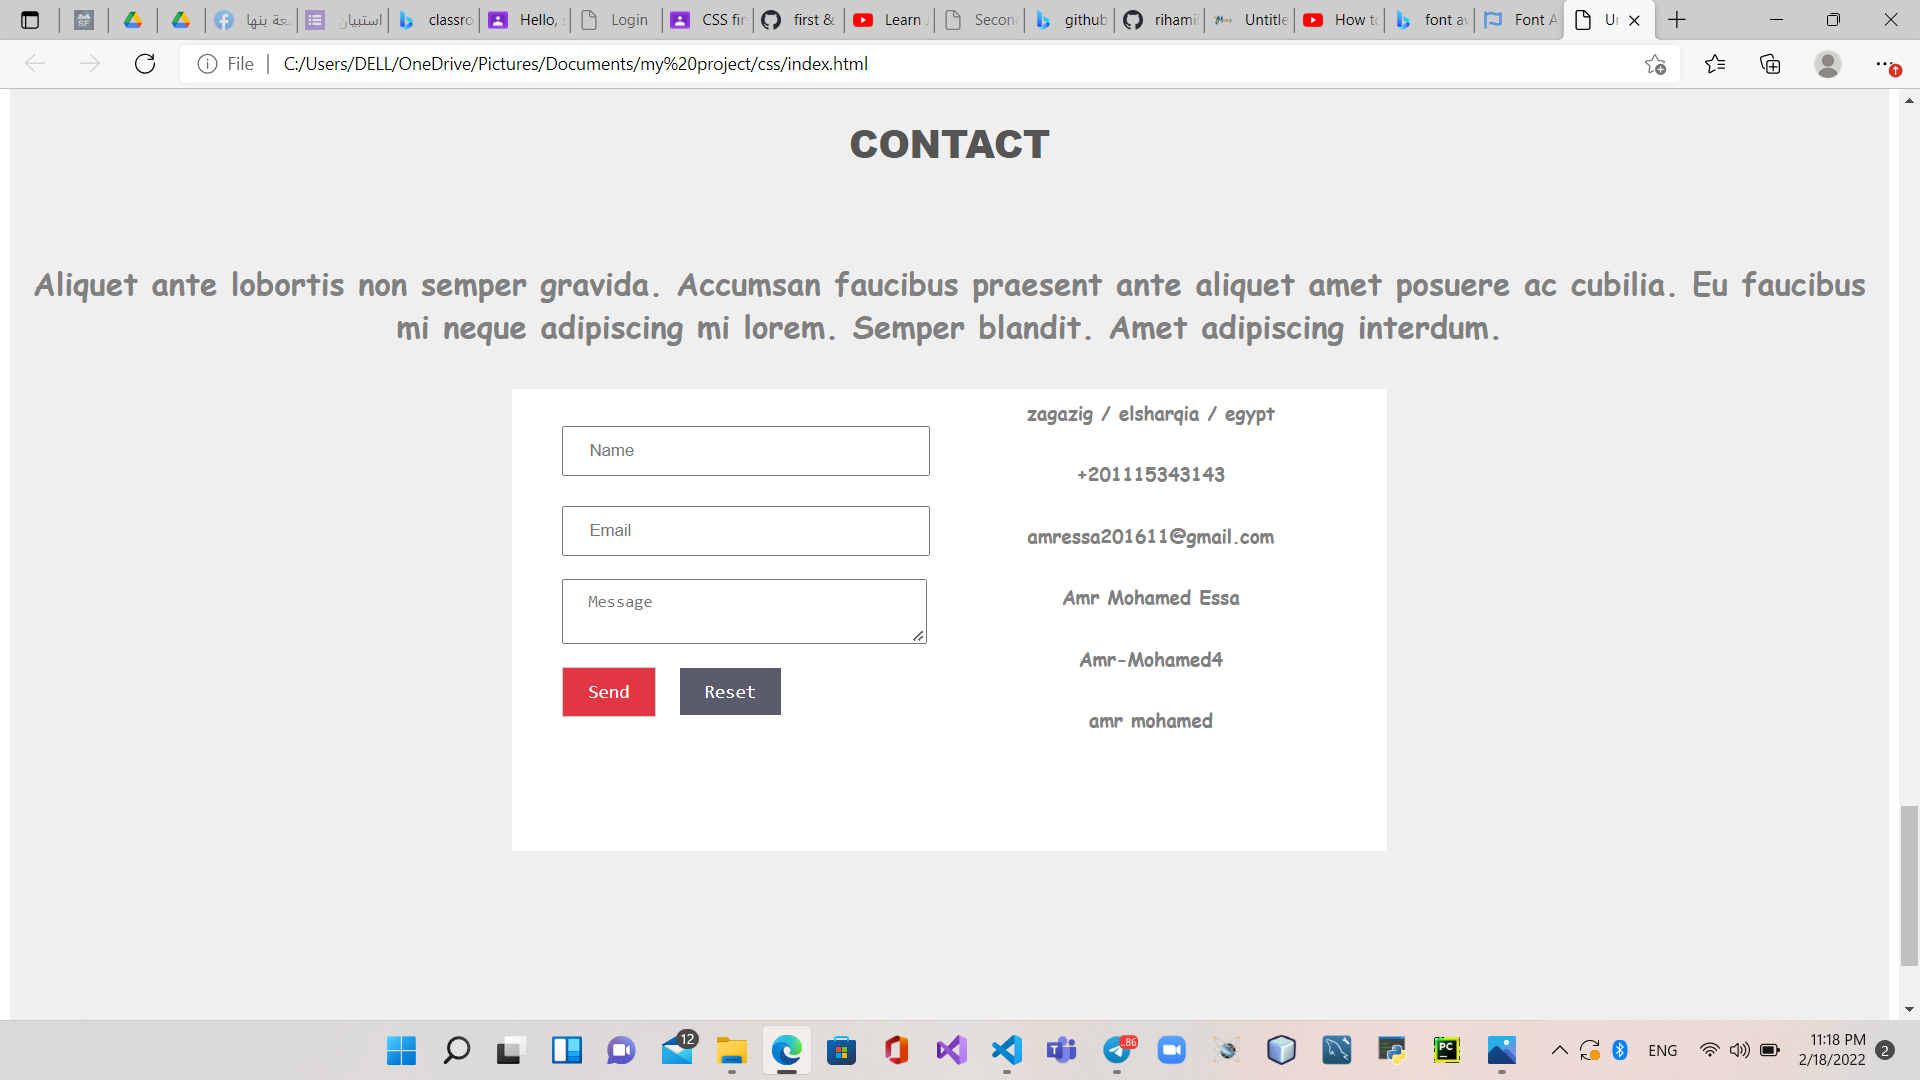 classro
Hello,
Login
CSS fir
first &
Learn
Secon
github
rihami
Untitle
How to
font av
Font A
Ur
File
C:/Users/DELL/OneDrive/Pictures/Documents/my%20project/css/index.html
CONTACT
Aliquet ante lobortis non semper gravida. Accumsan faucibus praesent ante aliquet amet posuere ac cubilia. Eu faucibus
mi neque adipiscing mi lorem. Semper blandit. Amet adipiscing interdum.
Name
Email
Message
Send Reset
zagazig / elsharqia / egypt
+201115343143
amressa201611@gmail.com
Amr Mohamed Essa
Amr-Mohamed4
amr mohamed
12
..86
PC
ENG
11:18 PM
2/18/2022
2